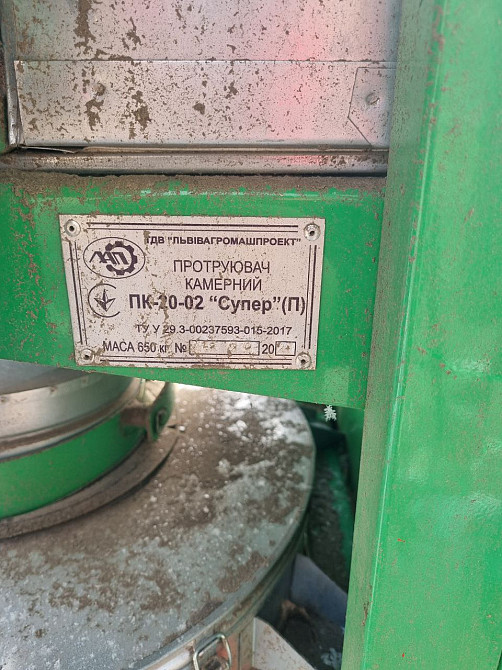 ТДВ "ЛЬВІВАГРОМАШПРОЕКТ"
ЛАП
ПРОТРУЮВАЧ
КАМЕРНИЙ
ПК-20-02 "Супер"(П)
ТУ У 29.3-00237593-015-2017
МАСА 650 кг. № 20